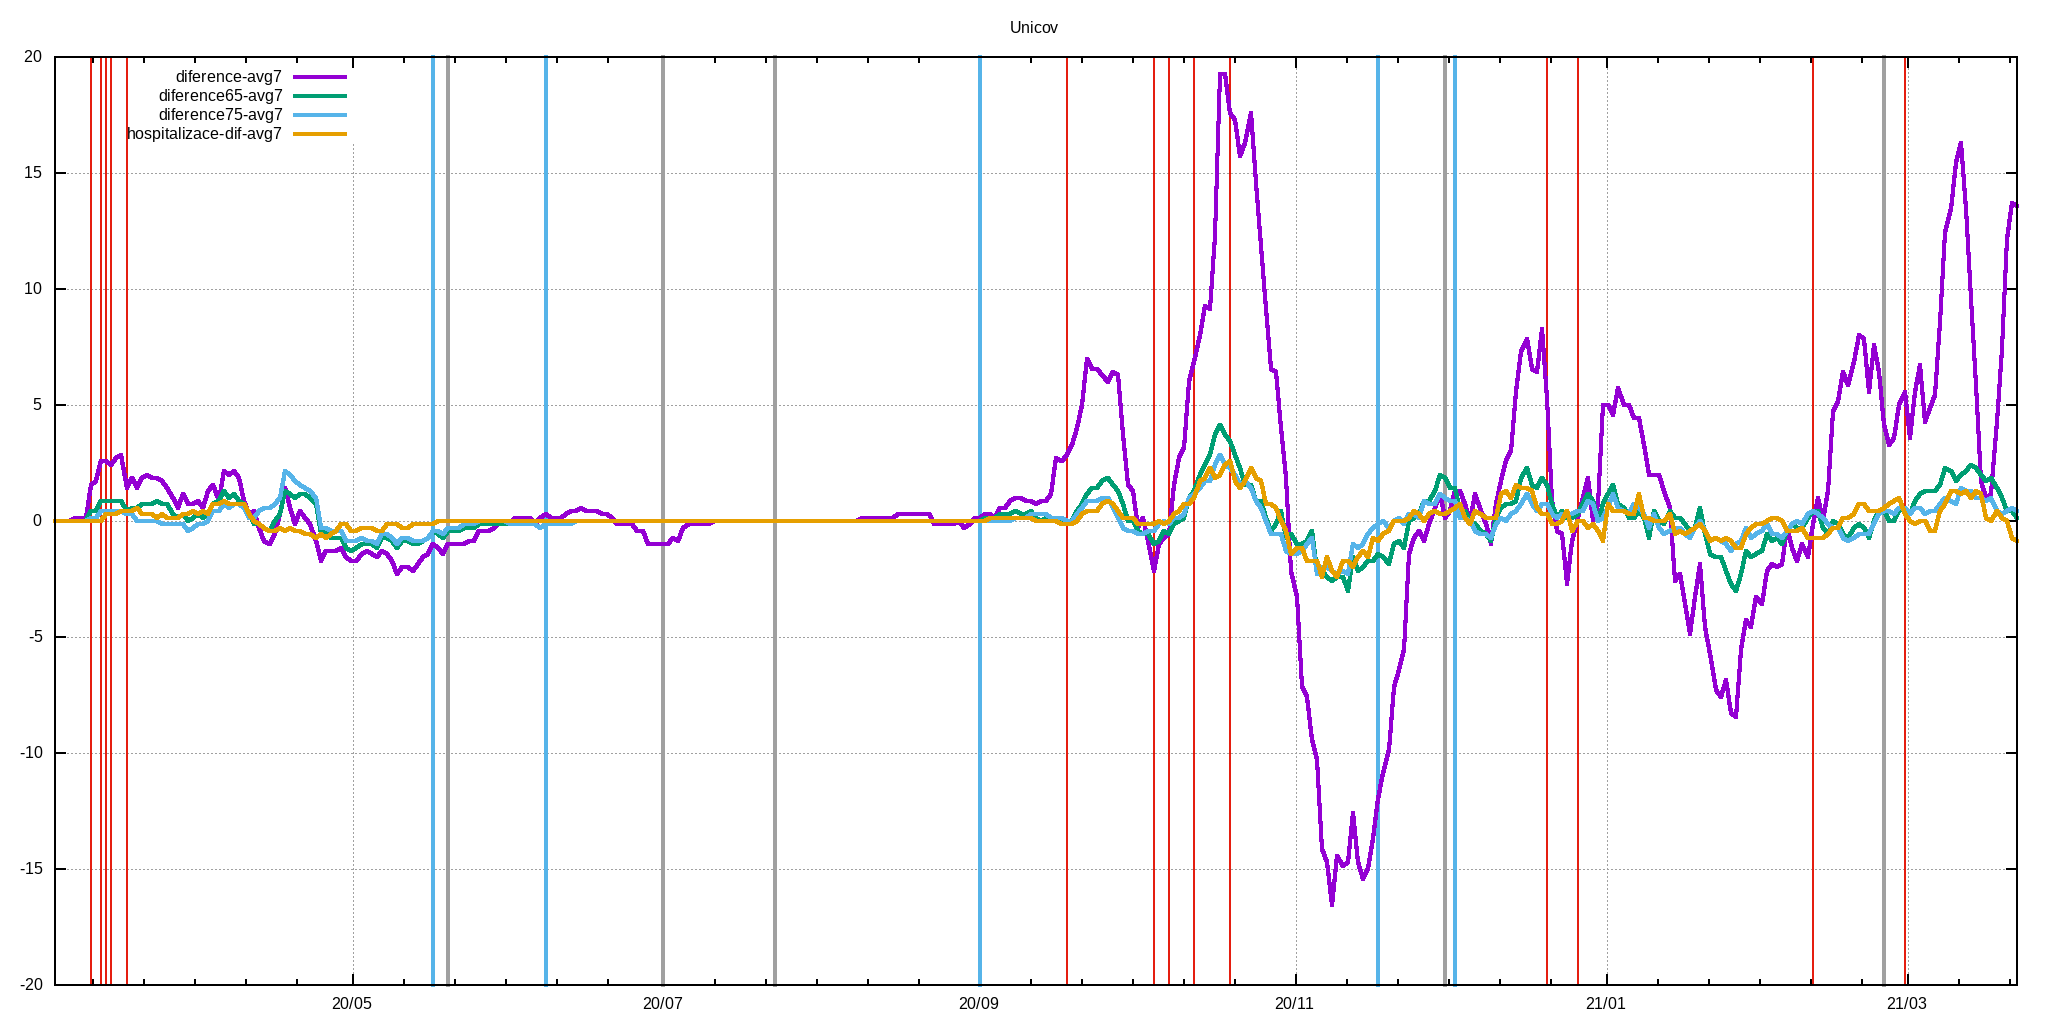 Unicov
diference-avg7
diference65-avg7
diference75-avg7
hospitalizace-dif-avg7
20
15
10
5
0
-5
-10
-15
-20
20/05 20/07 20/09 20/11 21/01 21/03